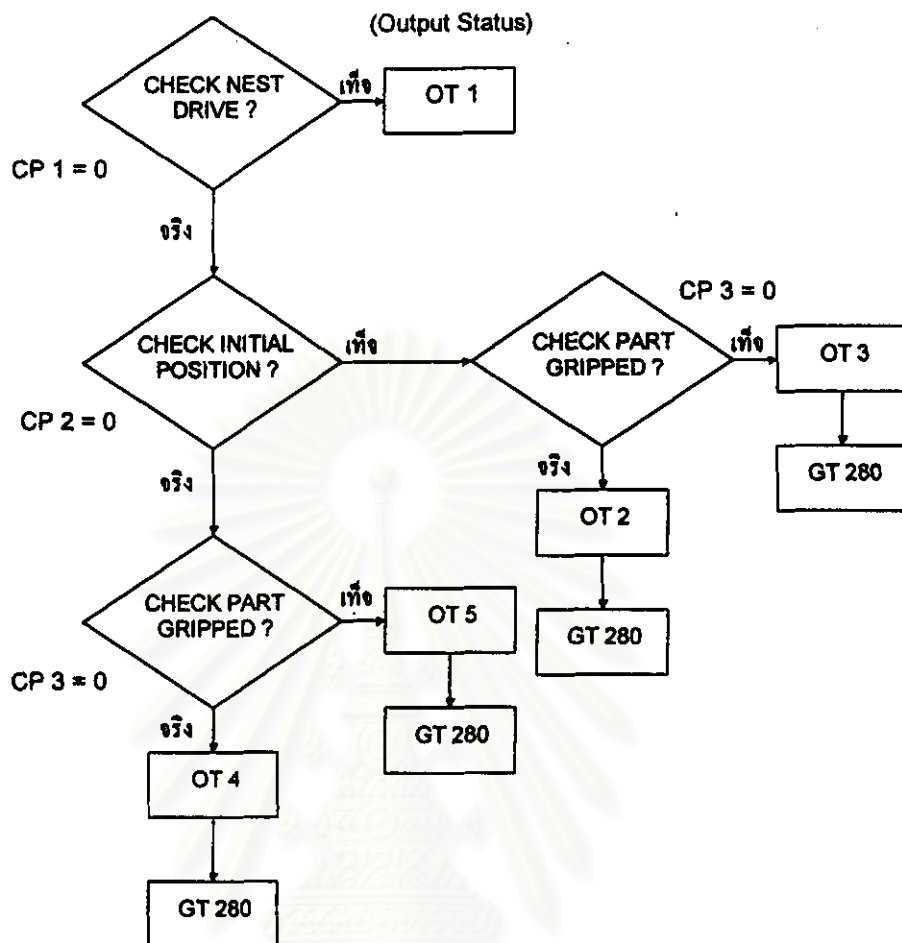 (Output Status)
CHECK NEST
DRIVE ?
เท็จ
OT 1
CP 1 = 0
จริง
CHECK INITIAL
POSITION ?
เท็จ
CP 2 = 0
CP 3 = 0
CHECK PART
GRIPPED ?
เท็จ
OT 3
GT 280
จริง
OT 2
GT 280
จริง
CHECK PART
GRIPPED ?
เท็จ
OT 5
GT 280
CP 3 = 0
จริง
OT 4
GT 280